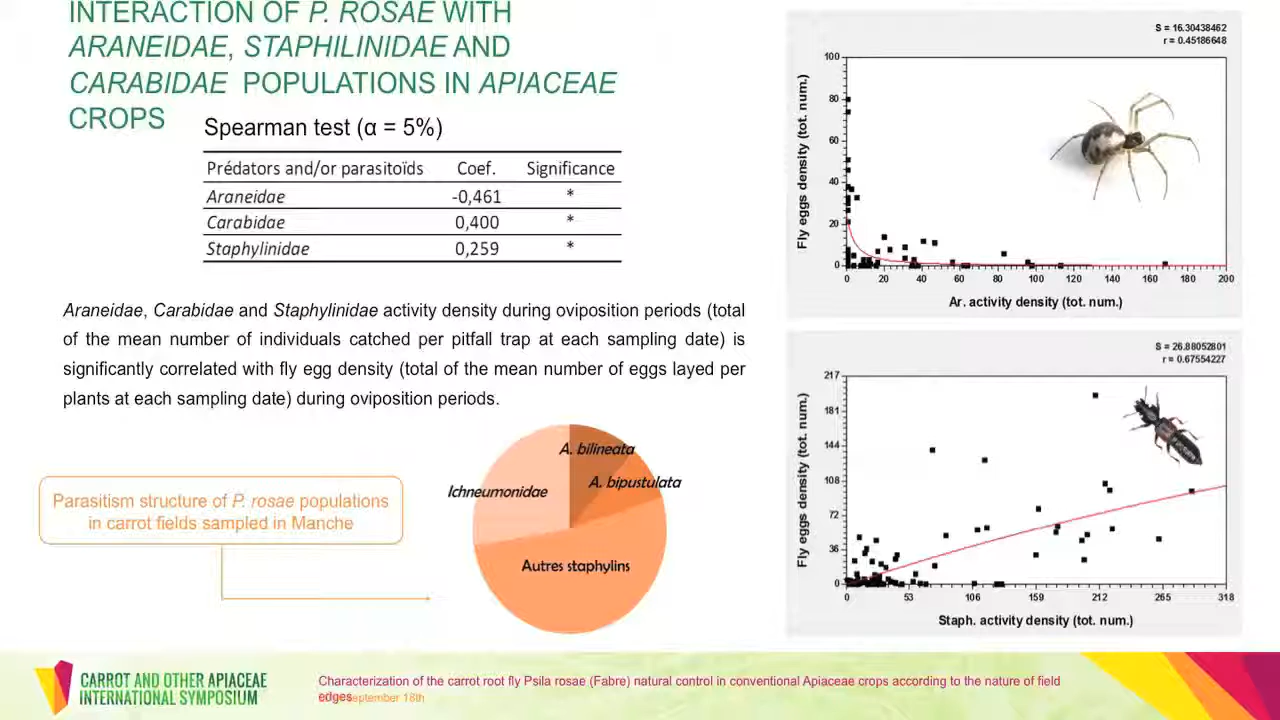 INTERACTION OF P. ROSAE WITH
ARANEIDAE, STAPHILINIDAE AND
CARABIDAE POPULATIONS IN APIACEAE
CROPS
Spearman test (α = 5%)
Prédators and/or parasitoïds Coef. Significance
Araneidae -0,461 *
Carabidae 0,400 *
Staphylinidae 0,259 *
Araneidae, Carabidae and Staphylinidae activity density during oviposition periods (total
of the mean number of individuals catched per pitfall trap at each sampling date) is
significantly correlated with fly egg density (total of the mean number of eggs layed per
plants at each sampling date) during oviposition periods.
Parasitism structure of P. rosae populations
in carrot fields sampled in Manche
A. bilineata
A. bipustulata
Ichneumonidae
Autres staphylins
S = 16.30438462
r = 0.45186648
Fly eggs density (tot. num.)
100
80
60
40
20
0
0 20 40 60 80 100 120 140 160 180 200
Ar. activity density (tot. num.)
S = 26.88052801
r = 0.67554227
Fly eggs density (tot. num.)
217
181
144
108
72
36
0
0 53 106 159 212 265 318
Staph. activity density (tot. num.)
CARROT AND OTHER APIACEAE
INTERNATIONAL SYMPOSIUM
Characterization of the carrot root fly Psila rosae (Fabre) natural control in conventional Apiaceae crops according to the nature of field
edges
September 18th